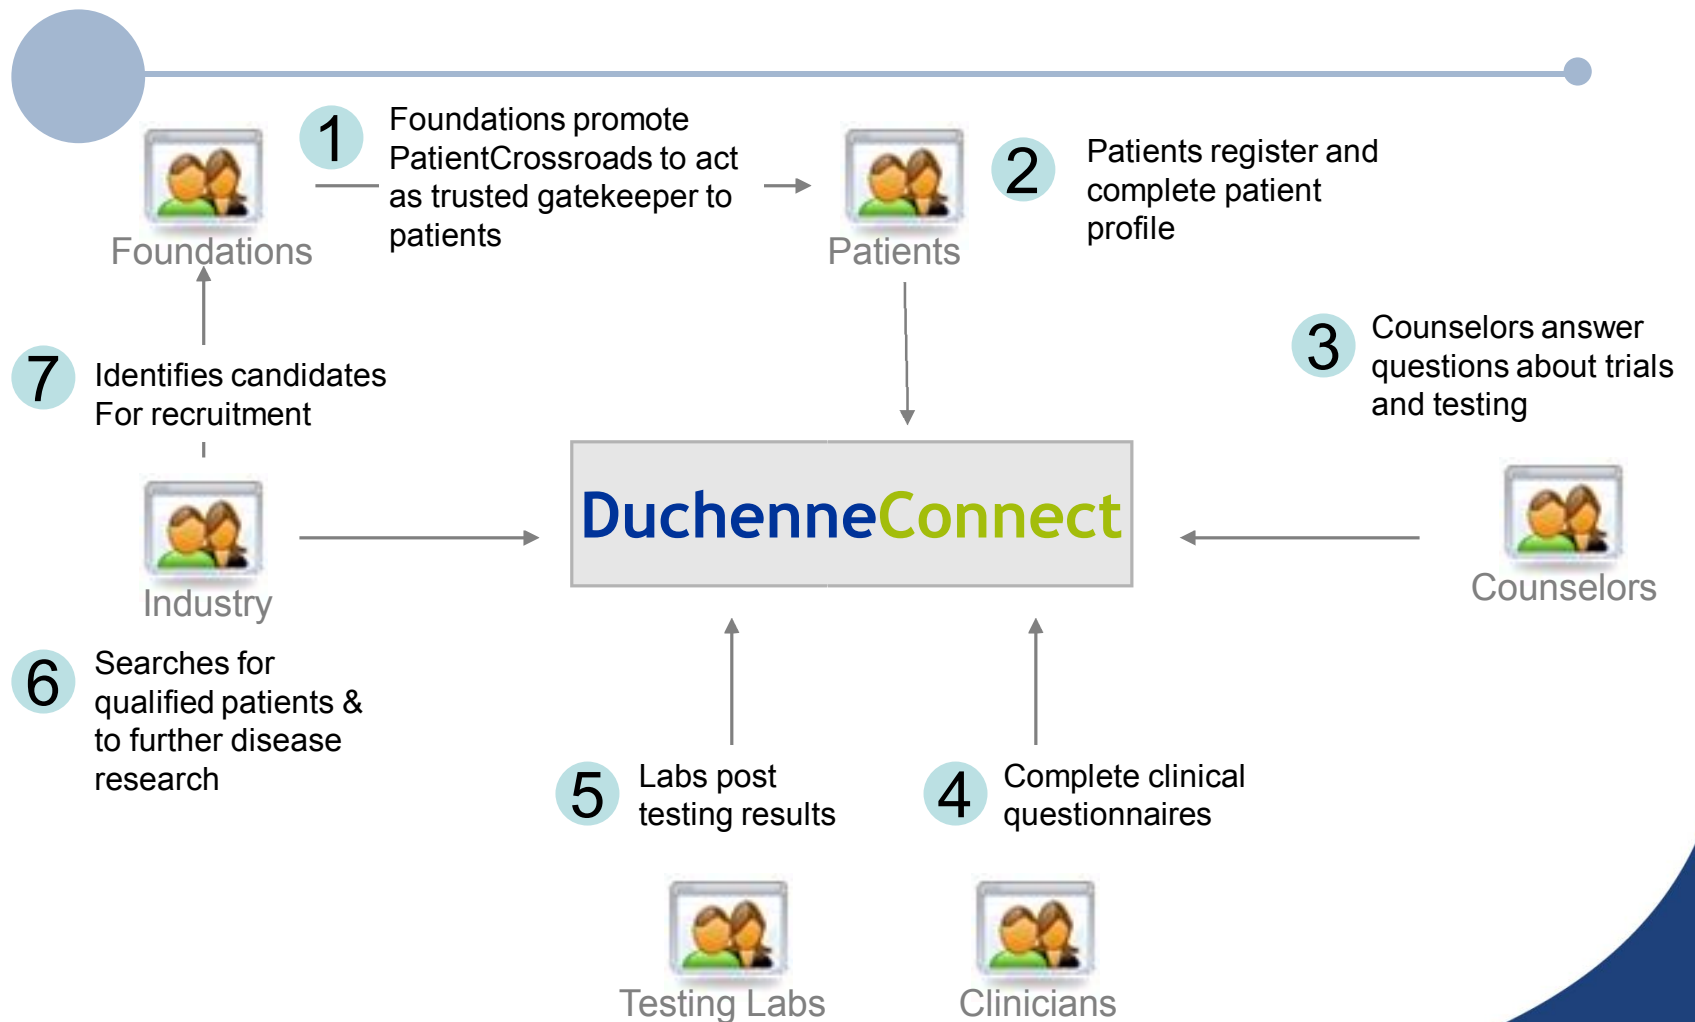 1
Foundations promote
PatientCrossroads to act
as trusted gatekeeper to
patients
Foundations
Patients
2
Patients register and
complete patient
profile
3
Counselors answer
questions about trials
and testing
Counselors
7
Identifies candidates
For recruitment
Industry
DuchenneConnect
6
Searches for
qualified patients &
to further disease
research
5
Labs post
testing results
Testing Labs
4
Complete clinical
questionnaires
Clinicians